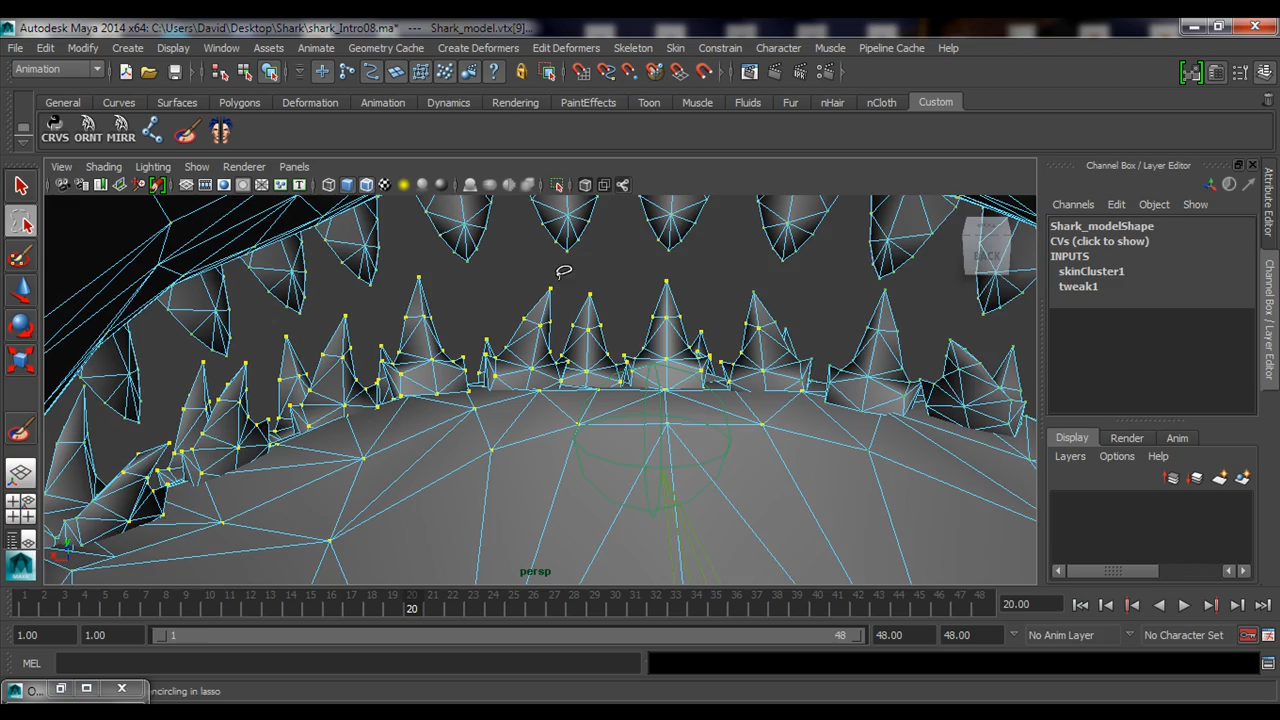 Autodesk Maya 2014 x64: C:\Users\David\Desktop\Shark\shark_Intro08.ma* --- Shark_model.vtx[9]...
File Edit Modify Create Display Window Assets Animate Geometry Cache Create Deformers Edit Deformers Skeleton Skin Constrain Character Muscle Pipeline Cache Help
Animation
General Curves Surfaces Polygons Deformation Animation Dynamics Rendering PaintEffects Toon Muscle Fluids Fur nHair nCloth Custom
CRVS ORNT MIRR
View Shading Lighting Show Renderer Panels
Channel Box / Layer Editor
Channels Edit Object Show
Shark_modelShape
CVs (click to show)
INPUTS
skinCluster1
tweak1
Attribute Editor
Channel Box / Layer Editor
BACK
persp
Display Render Anim
Layers Options Help
1 2 3 4 5 6 7 8 9 10 11 12 13 14 15 16 17 18 19 20 21 22 23 24 25 26 27 28 29 30 31 32 33 34 35 36 37 38 39 40 41 42 43 44 45 46 47 48
20
20.00
1.00 1.00 1 48 48.00 48.00 No Anim Layer No Character Set
MEL
O... encircling in lasso